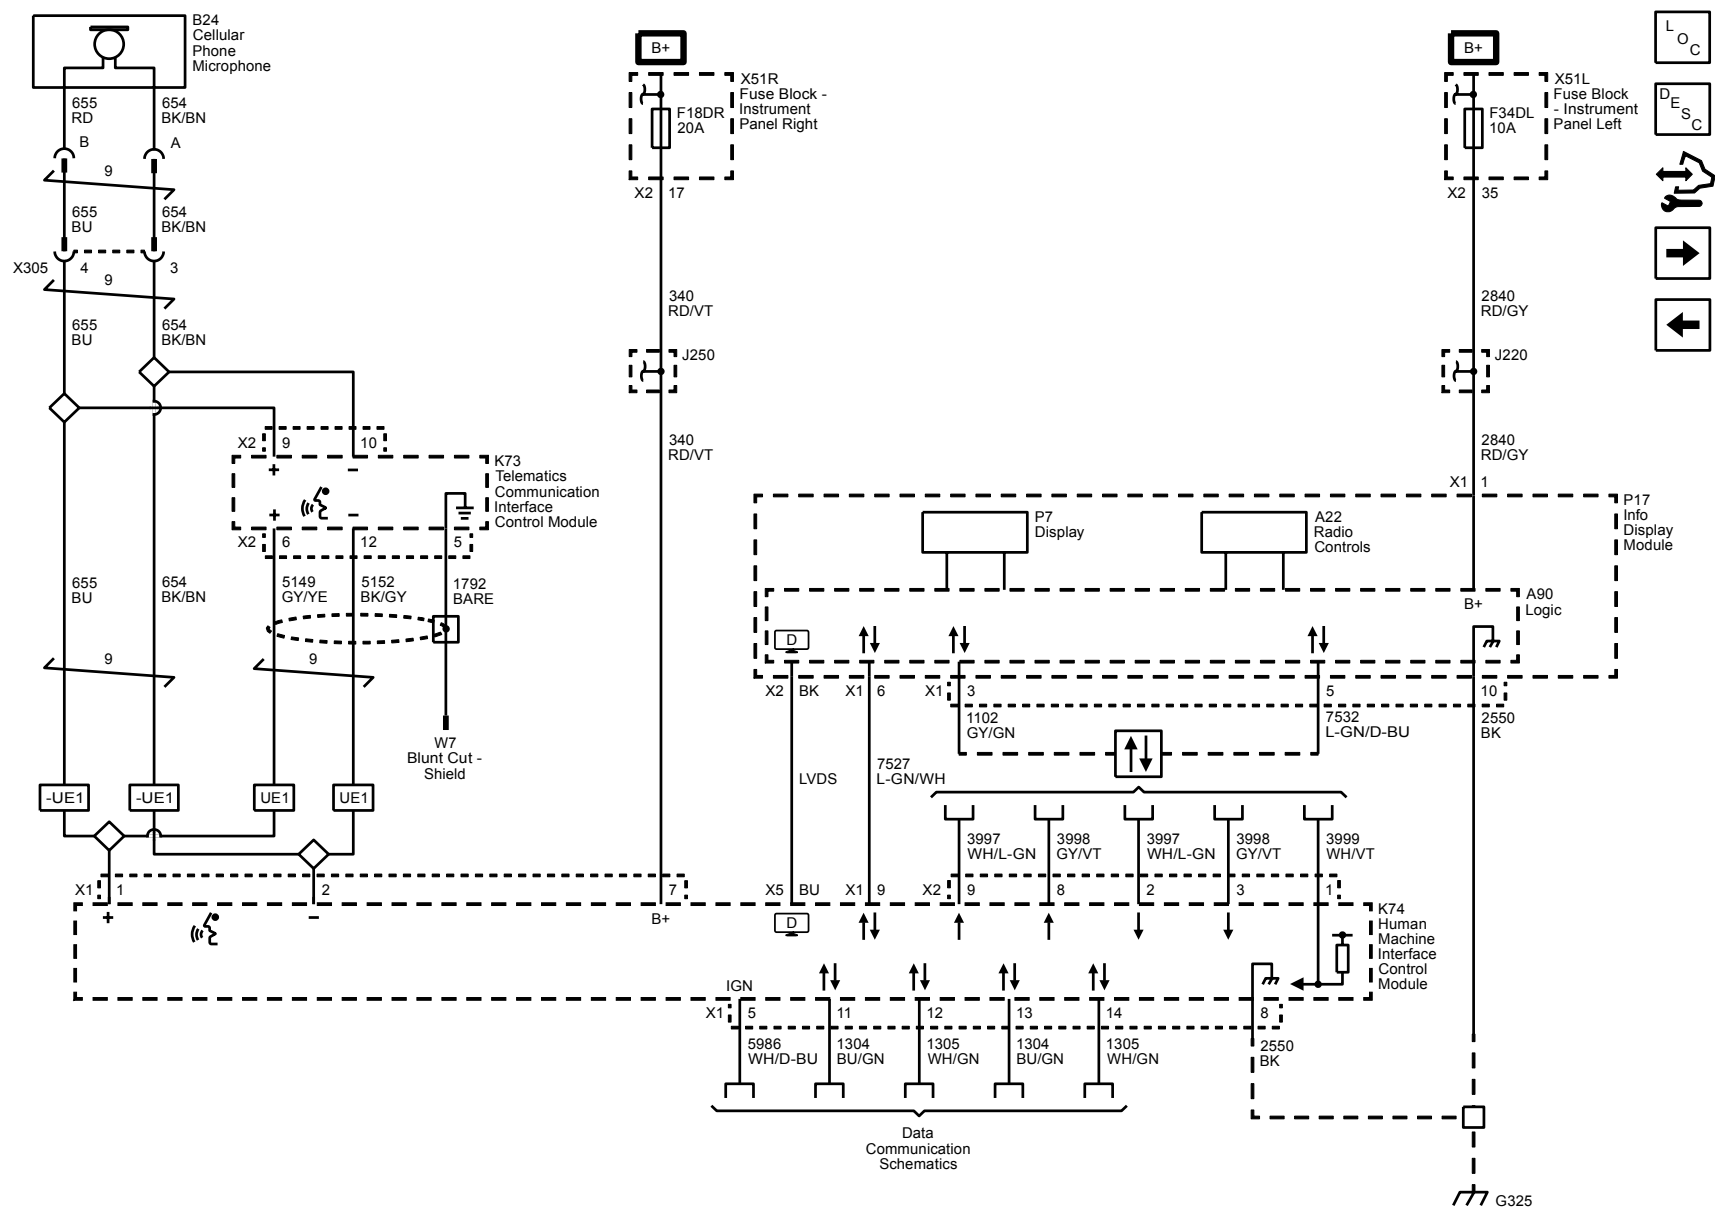 B24
Cellular
Phone
Microphone
655
RD
654
BK/BN
B
A
9
655
BU
654
BK/BN
X305
4
3
9
655
BU
654
BK/BN
X2
9
10
+
–
K73
Telematics
Communication
Interface
Control Module
+
–
X2
6
12
5
655
BU
654
BK/BN
5149
GY/YE
5152
BK/GY
1792
BARE
9
9
W7
Blunt Cut -
Shield
-UE1
-UE1
UE1
UE1
B+
X51R
Fuse Block -
Instrument
Panel Right
F18DR
20A
X2
17
340
RD/VT
J250
340
RD/VT
B+
X51L
Fuse Block
- Instrument
Panel Left
F34DL
10A
X2
35
2840
RD/GY
J220
2840
RD/GY
X1
1
P17
Info
Display
Module
P7
Display
A22
Radio
Controls
A90
Logic
B+
D
X2
BK
X1
6
X1
3
5
10
1102
GY/GN
7532
L-GN/D-BU
2550
BK
LVDS
7527
L-GN/WH
3997
WH/L-GN
3998
GY/VT
3997
WH/L-GN
3998
GY/VT
3999
WH/VT
X1
1
2
7
X5
BU
X1
9
X2
9
8
2
3
1
+
–
B+
D
K74
Human
Machine
Interface
Control
Module
IGN
X1
5
11
12
13
14
8
5986
WH/D-BU
1304
BU/GN
1305
WH/GN
1304
BU/GN
1305
WH/GN
2550
BK
Data
Communication
Schematics
G325
LOC
DESC